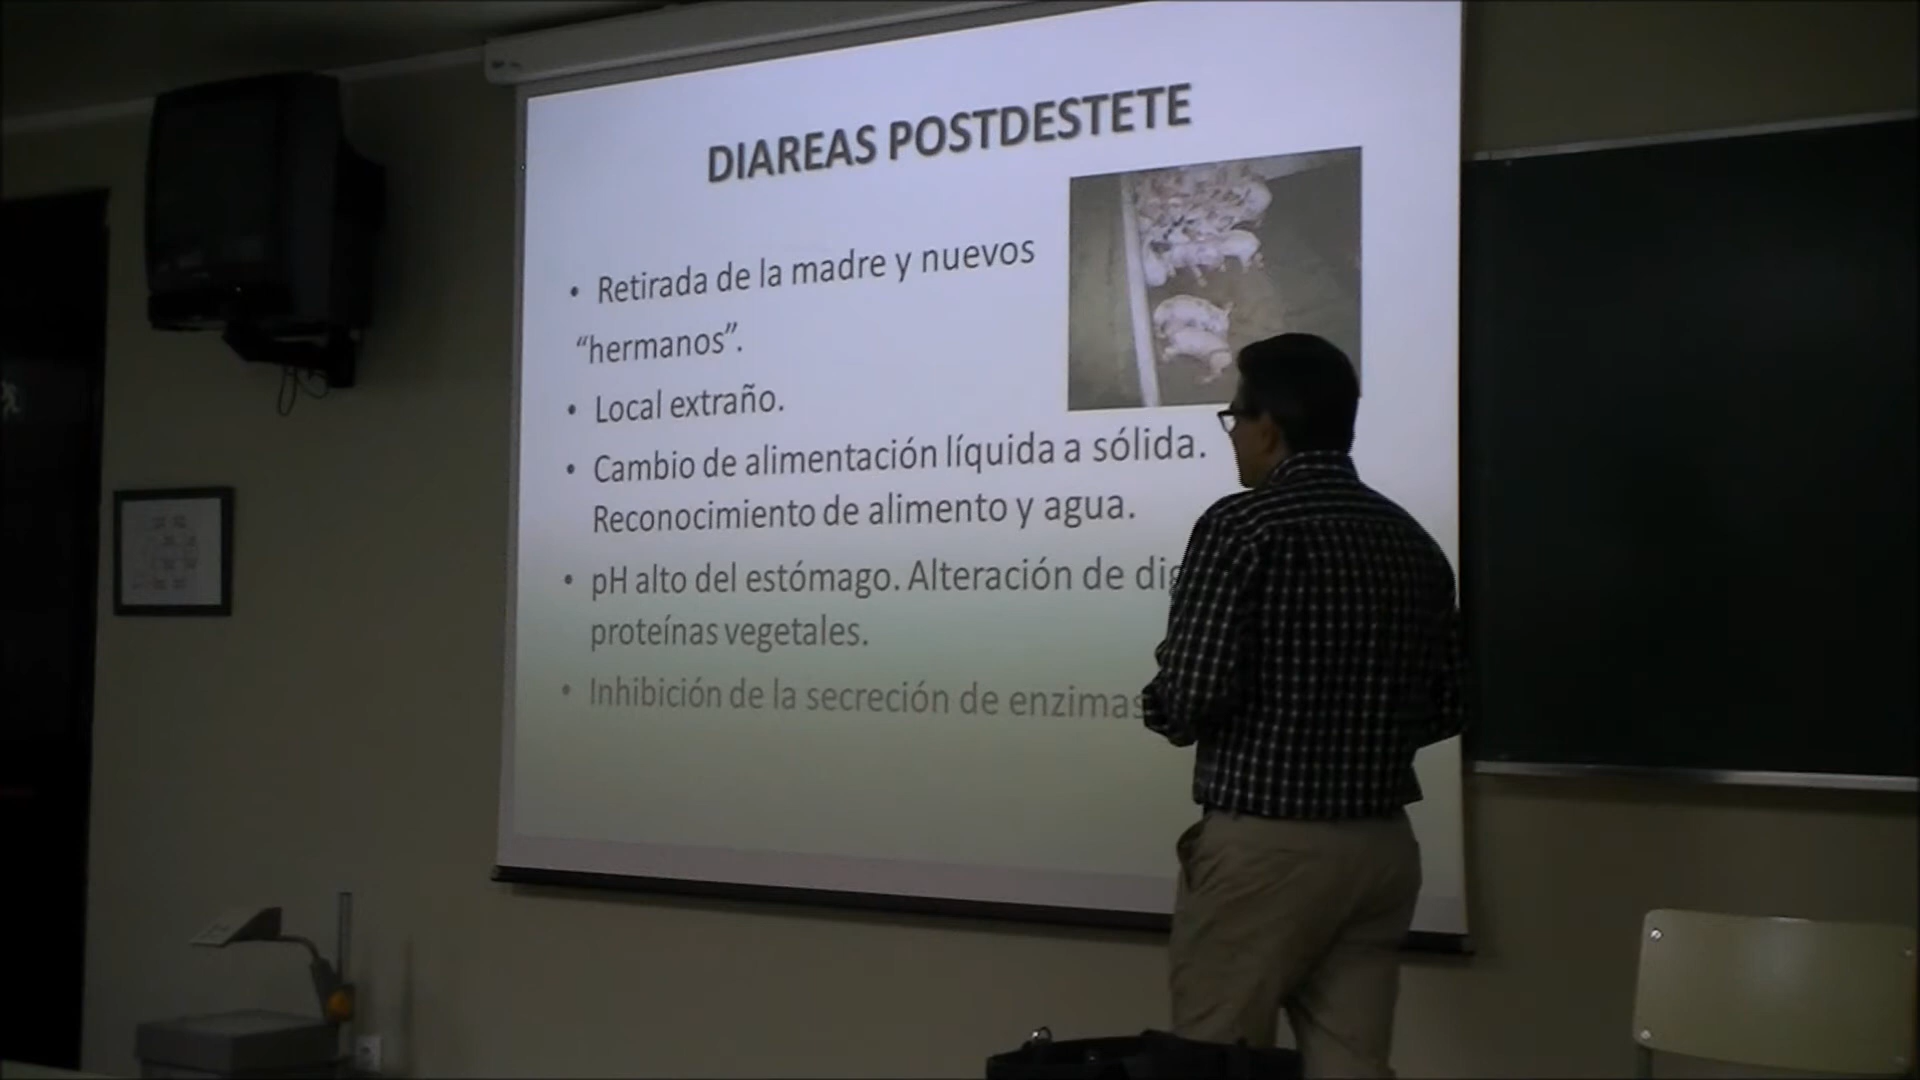 DIAREAS POSTDESTETE
• Retirada de la madre y nuevos
“hermanos”.
• Local extraño.
• Cambio de alimentación líquida a sólida.
Reconocimiento de alimento y agua.
• pH alto del estómago. Alteración de
proteínas vegetales.
• Inhibición de la secreción de enzimas